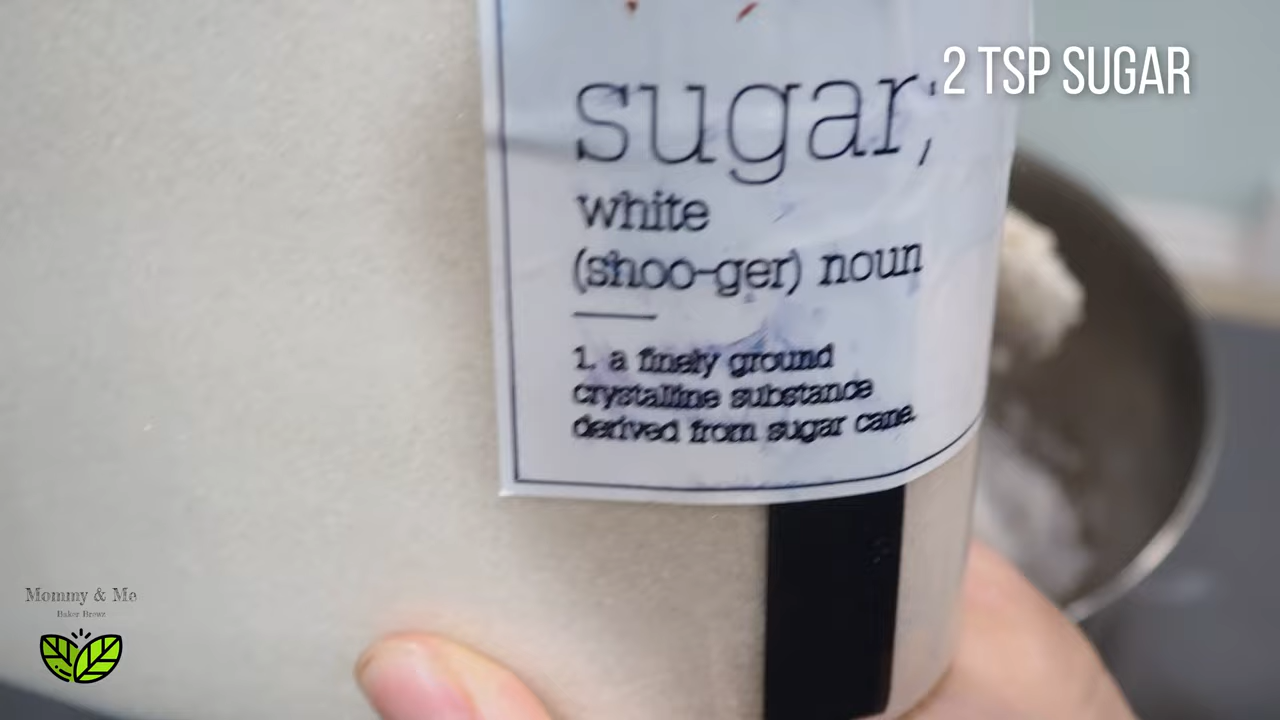 2 TSP SUGAR
sugar;
white
(shoo-ger) noun
1. a finely ground
crystalline substance
derived from sugar cane.
Mommy & Me